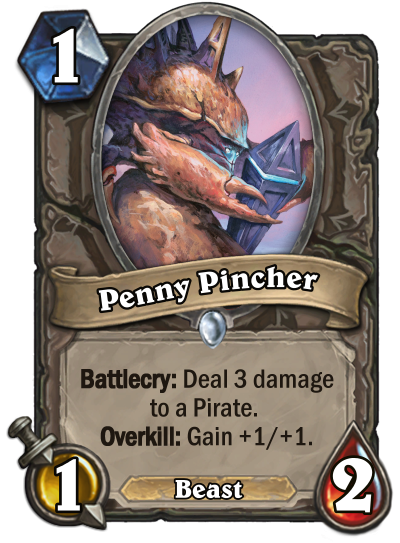 1
Penny Pincher
Battlecry: Deal 3 damage
to a Pirate.
Overkill: Gain +1/+1.
1
Beast
2